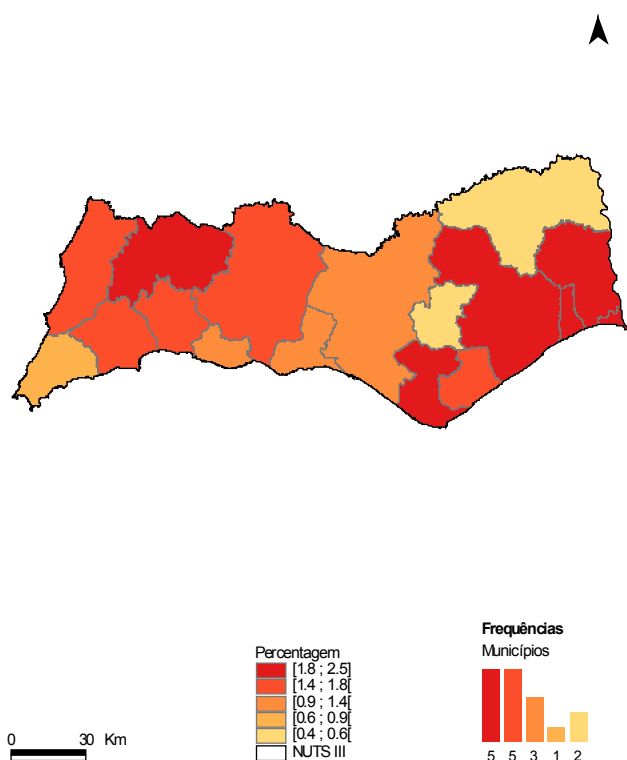 Frequências
Municípios
5 5 3 1 2
Percentagem
[1.8 ; 2.5]
[1.4 ; 1.8[
[0.9 ; 1.4[
[0.6 ; 0.9[
[0.4 ; 0.6[
NUTS III
0 30 Km